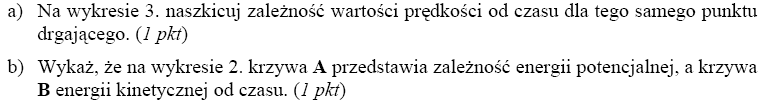 a) Na wykresie 3. naszkicuj zależność wartości prędkości od czasu dla tego samego punktu
drgającego. (1 pkt)
b) Wykaż, że na wykresie 2. krzywa A przedstawia zależność energii potencjalnej, a krzywa
B energii kinetycznej od czasu. (1 pkt)